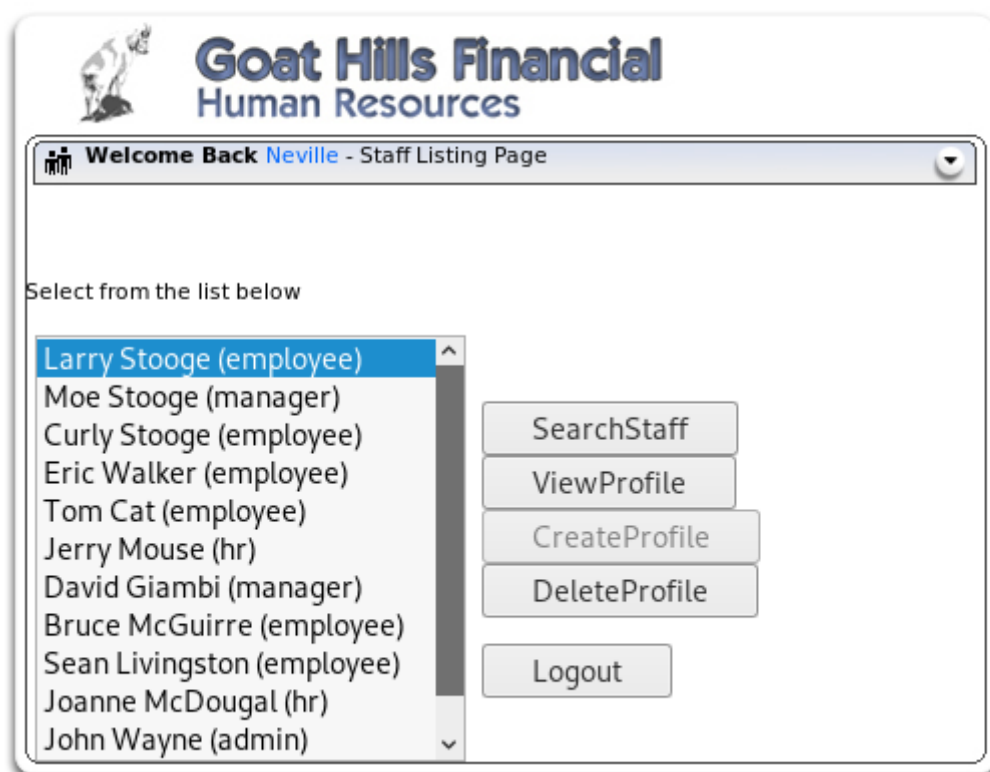 Goat Hills Financial
Human Resources
Welcome Back Neville - Staff Listing Page
Select from the list below
Larry Stooge (employee)
Moe Stooge (manager)
Curly Stooge (employee)
Eric Walker (employee)
Tom Cat (employee)
Jerry Mouse (hr)
David Giambi (manager)
Bruce McGuirre (employee)
Sean Livingston (employee)
Joanne McDougal (hr)
John Wayne (admin)
SearchStaff
ViewProfile
CreateProfile
DeleteProfile
Logout